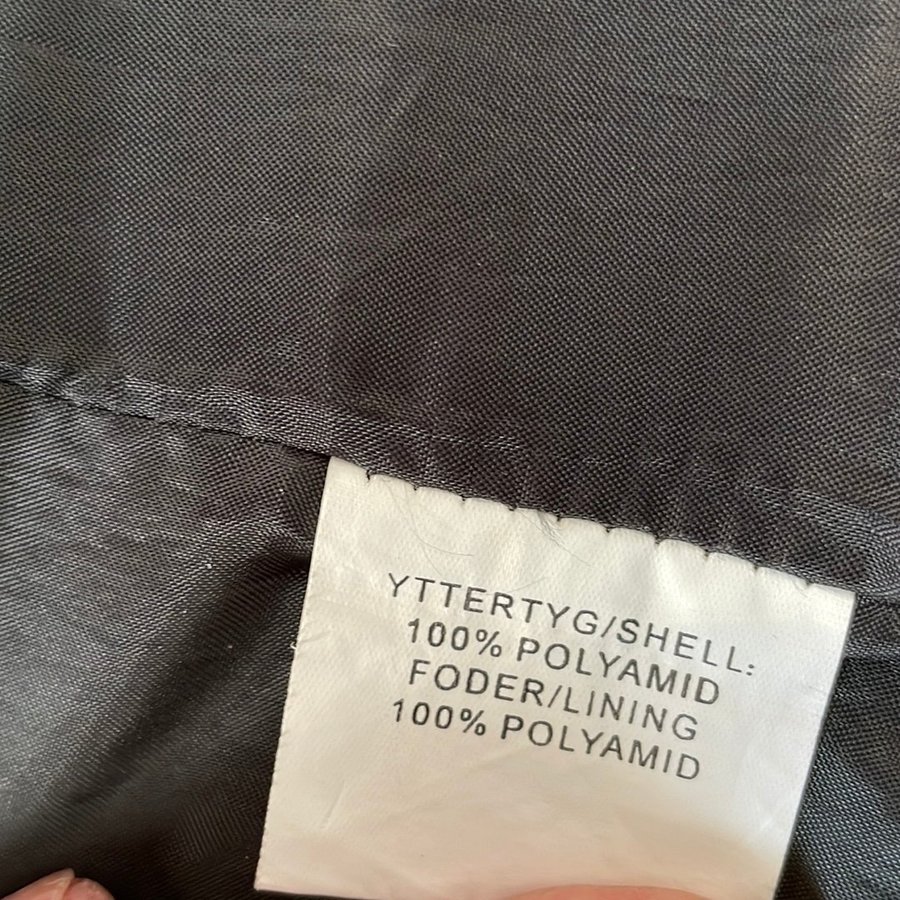 YTTERTYG/SHELL:
100% POLYAMID
FODER/LINING
100% POLYAMID